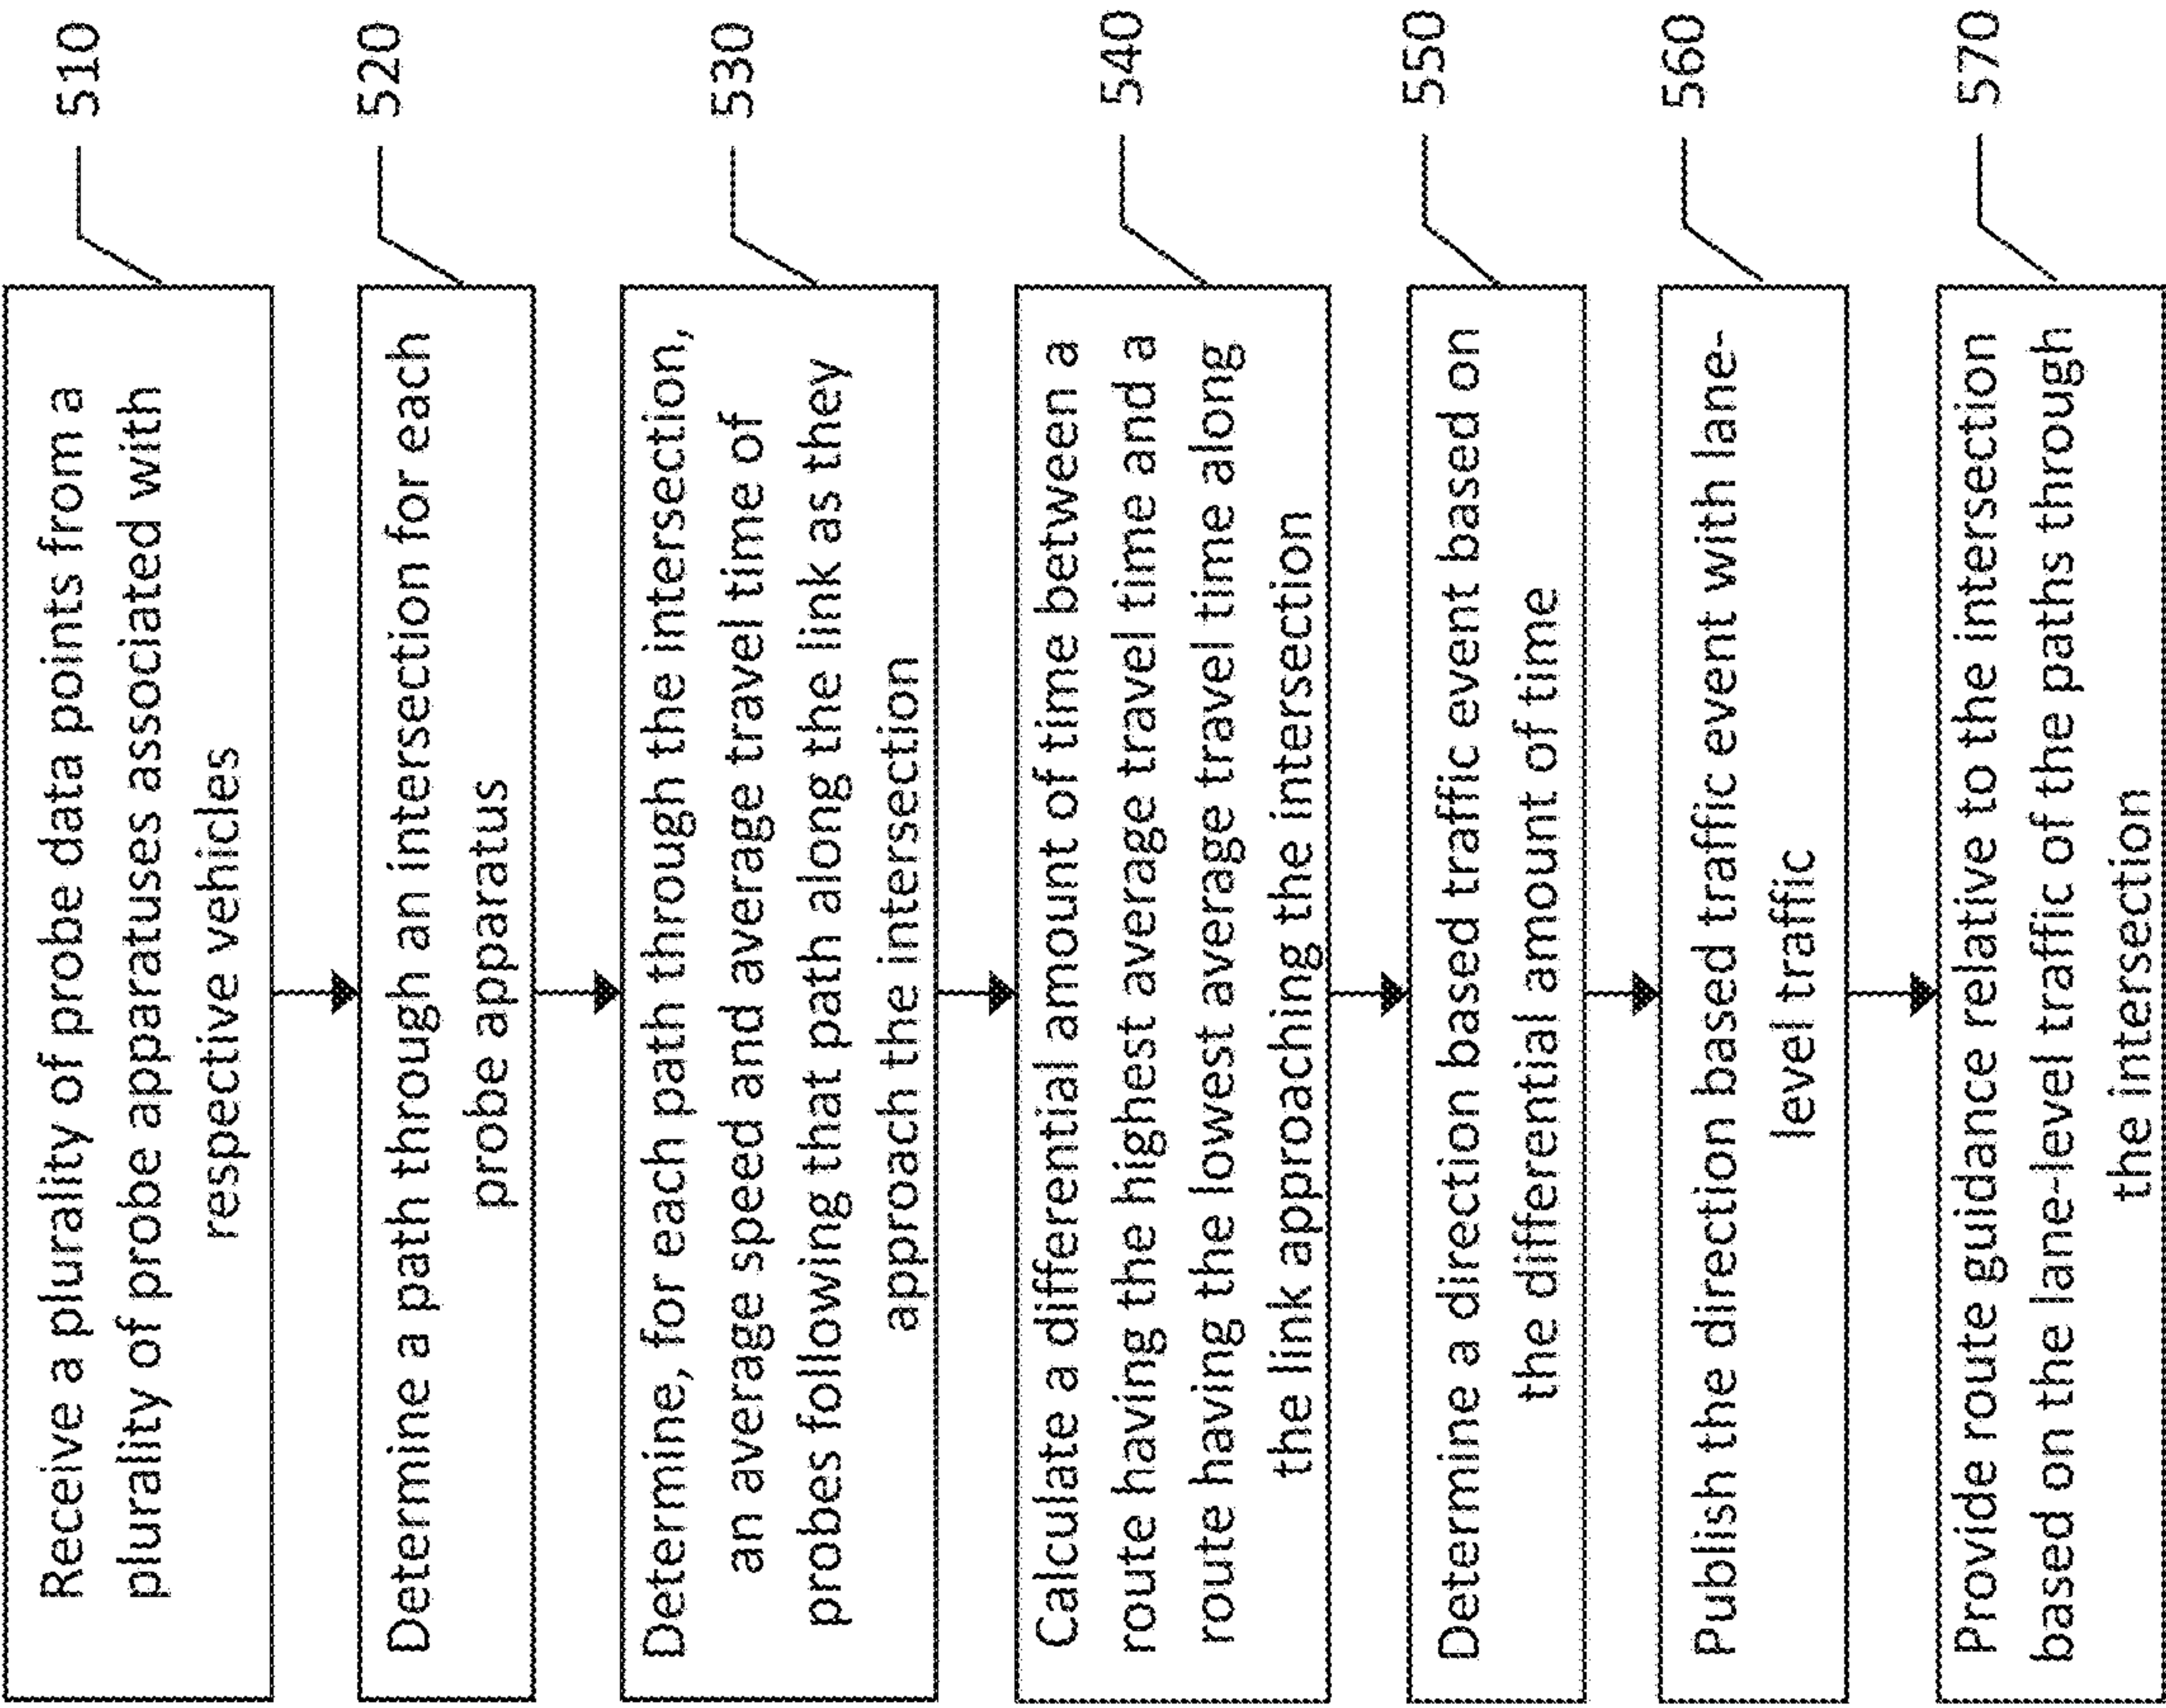 Receive a plurality of probe data points from a
plurality of probe apparatuses associated with
respective vehicles
510
Determine a path through an intersection for each
probe apparatus
520
Determine, for each path through the intersection,
an average speed and average travel time of
probes following that path along the link as they
approach the intersection
530
Calculate a differential amount of time between a
route having the highest average travel time and a
route having the lowest average travel time along
the link approaching the intersection
540
Determine a direction based traffic event based on
the differential amount of time
550
Publish the direction based traffic event with lane-
level traffic
560
Provide route guidance relative to the intersection
based on the lane-level traffic of the paths through
the intersection
570